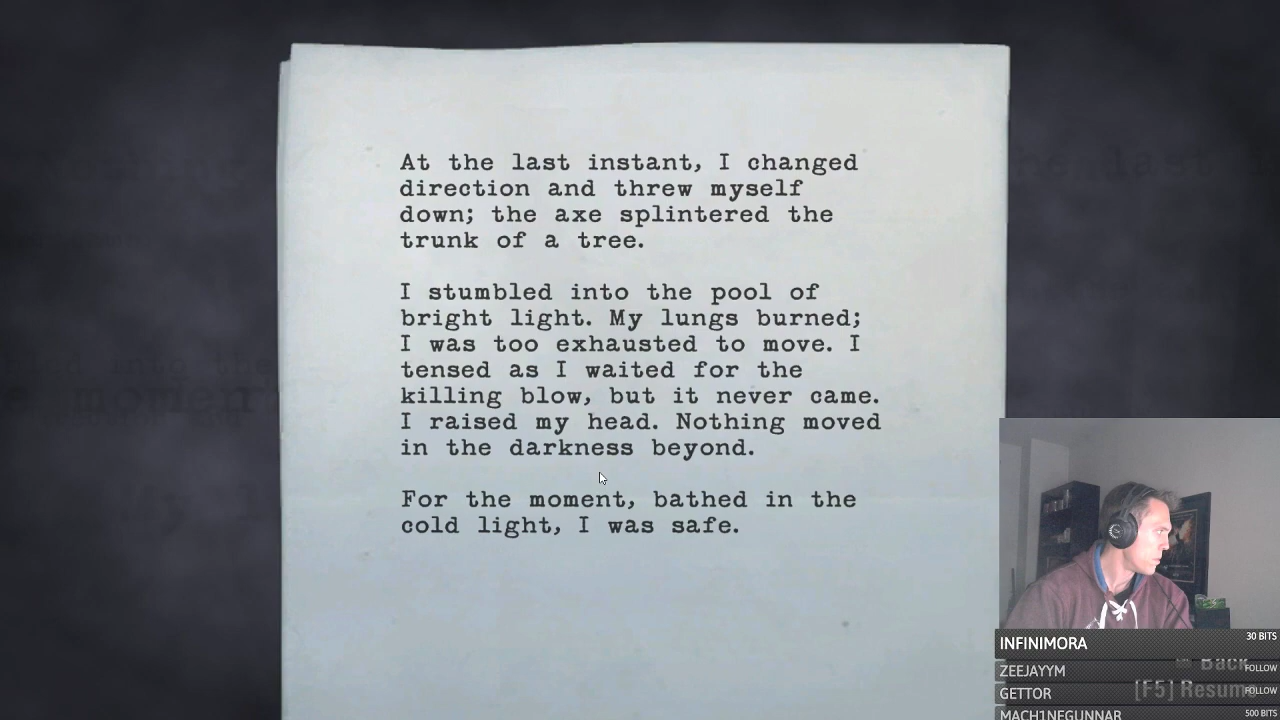 At the last instant, I changed
direction and threw myself
down; the axe splintered the
trunk of a tree.
I stumbled into the pool of
bright light. My lungs burned;
I was too exhausted to move. I
tensed as I waited for the
killing blow, but it never came.
I raised my head. Nothing moved
in the darkness beyond.
For the moment, bathed in the
cold light, I was safe.
INFINIMORA 30 BITS
Back
ZEEJAYYM FOLLOW
[F5] Resume
GETTOR FOLLOW
MACH1NEGUNNAR 500 BITS